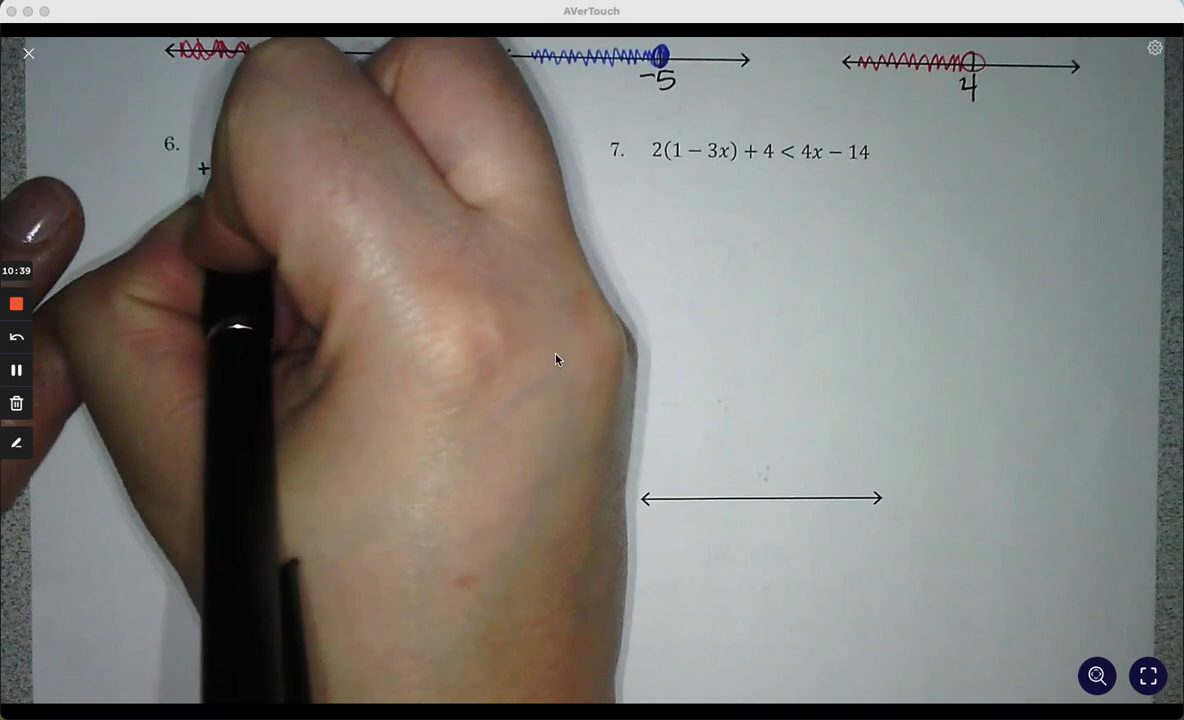 AVerTouch
-5
4
6.
+
7. 2(1 − 3x) + 4 < 4x − 14
10:39